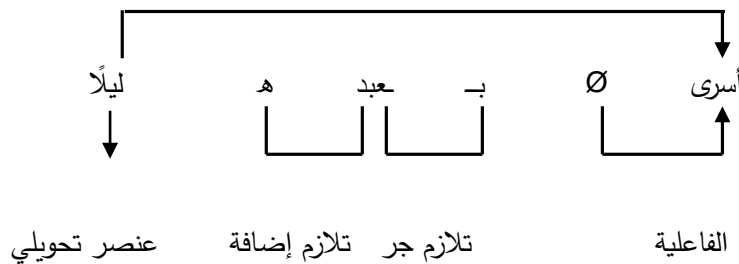 أسرى Ø بـ ـعبد ه ليلًا
الفاعلية تلازم جر تلازم إضافة عنصر تحويلي